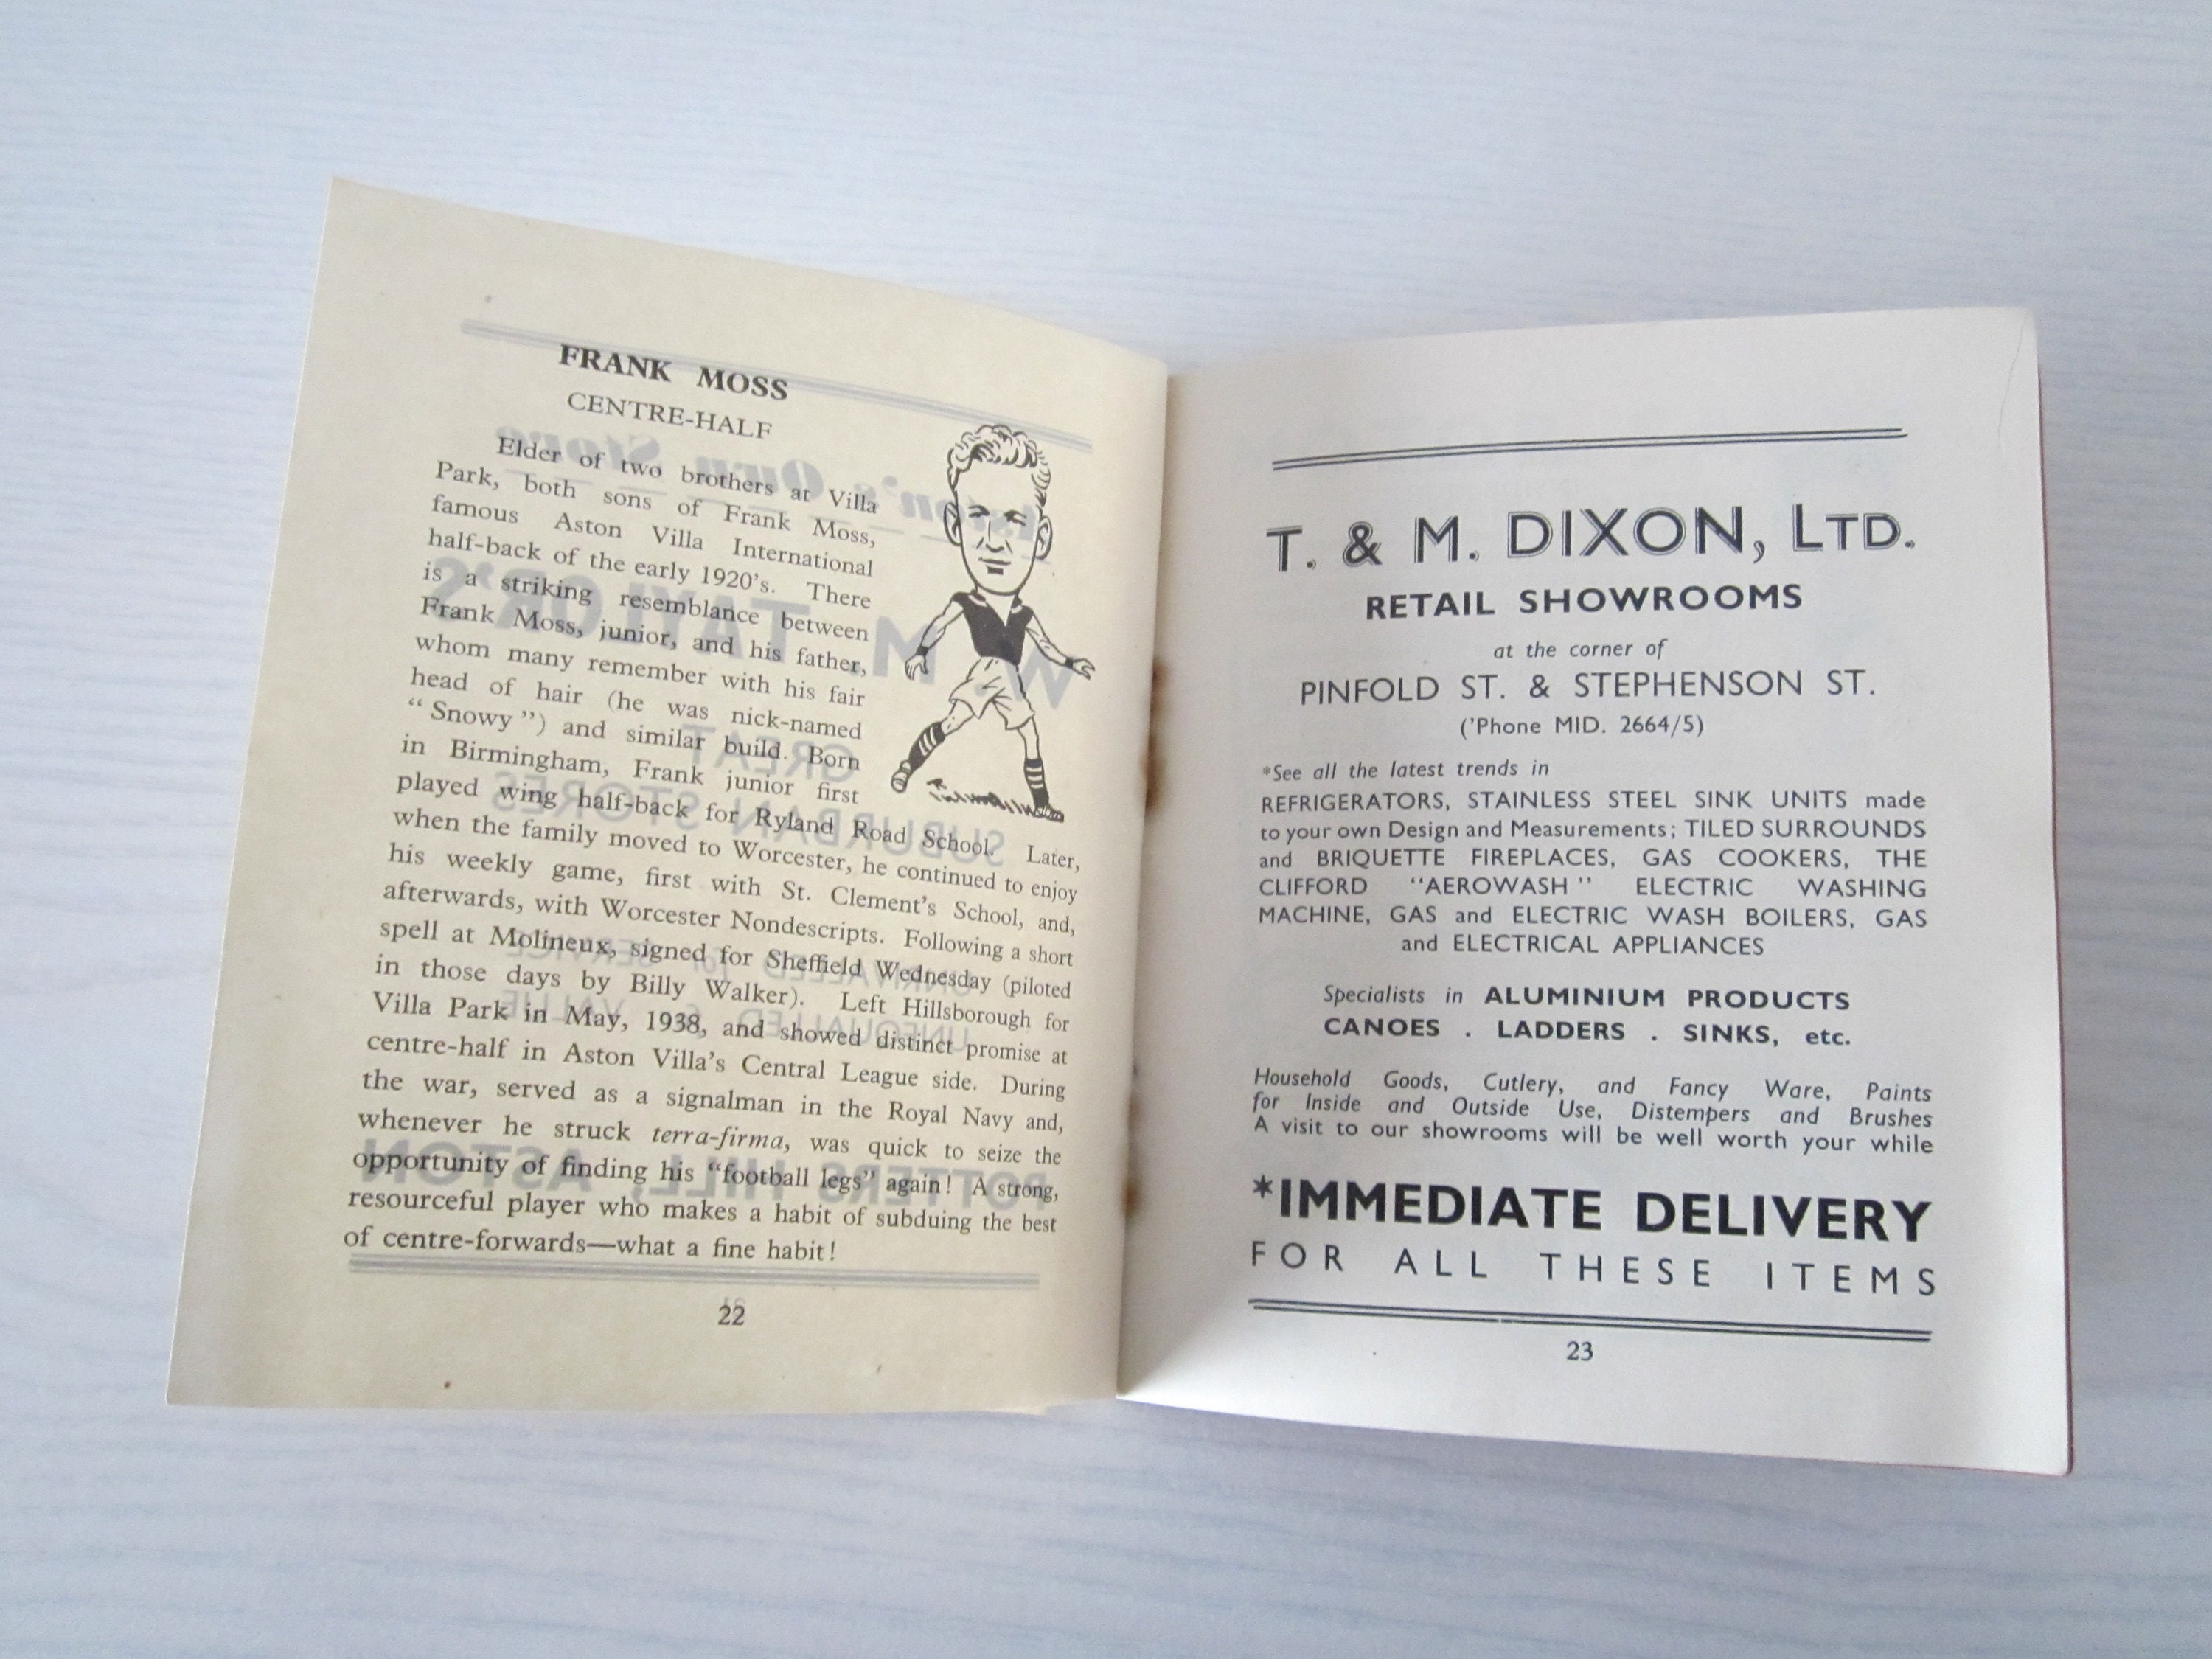 FRANK MOSS
CENTRE-HALF
Elder of two brothers at Villa
Park, both sons of Frank Moss,
famous Aston Villa International
half-back of the early 1920's. There
is a striking resemblance between
Frank Moss, junior, and his father,
whom many remember with his fair
head of hair (he was nick-named
“Snowy”) and similar build. Born
in Birmingham, Frank junior first
played wing half-back for Ryland Road School. Later,
when the family moved to Worcester, he continued to enjoy
his weekly game, first with St. Clement's School, and,
afterwards, with Worcester Nondescripts. Following a short
spell at Molineux, signed for Sheffield Wednesday (piloted
in those days by Billy Walker). Left Hillsborough for
Villa Park in May, 1938, and showed distinct promise at
centre-half in Aston Villa's Central League side. During
the war, served as a signalman in the Royal Navy and,
whenever he struck terra-firma, was quick to seize the
opportunity of finding his “football legs” again! A strong,
resourceful player who makes a habit of subduing the best
of centre-forwards—what a fine habit!
22
T. & M. DIXON, LTD.
RETAIL SHOWROOMS
at the corner of
PINFOLD ST. & STEPHENSON ST.
('Phone MID. 2664/5)
*See all the latest trends in
REFRIGERATORS, STAINLESS STEEL SINK UNITS made
to your own Design and Measurements; TILED SURROUNDS
and BRIQUETTE FIREPLACES, GAS COOKERS, THE
CLIFFORD “AEROWASH” ELECTRIC WASHING
MACHINE, GAS and ELECTRIC WASH BOILERS, GAS
and ELECTRICAL APPLIANCES
Specialists in ALUMINIUM PRODUCTS
CANOES . LADDERS . SINKS, etc.
Household Goods, Cutlery, and Fancy Ware, Paints
for Inside and Outside Use, Distempers and Brushes
A visit to our showrooms will be well worth your while
*IMMEDIATE DELIVERY
FOR ALL THESE ITEMS
23